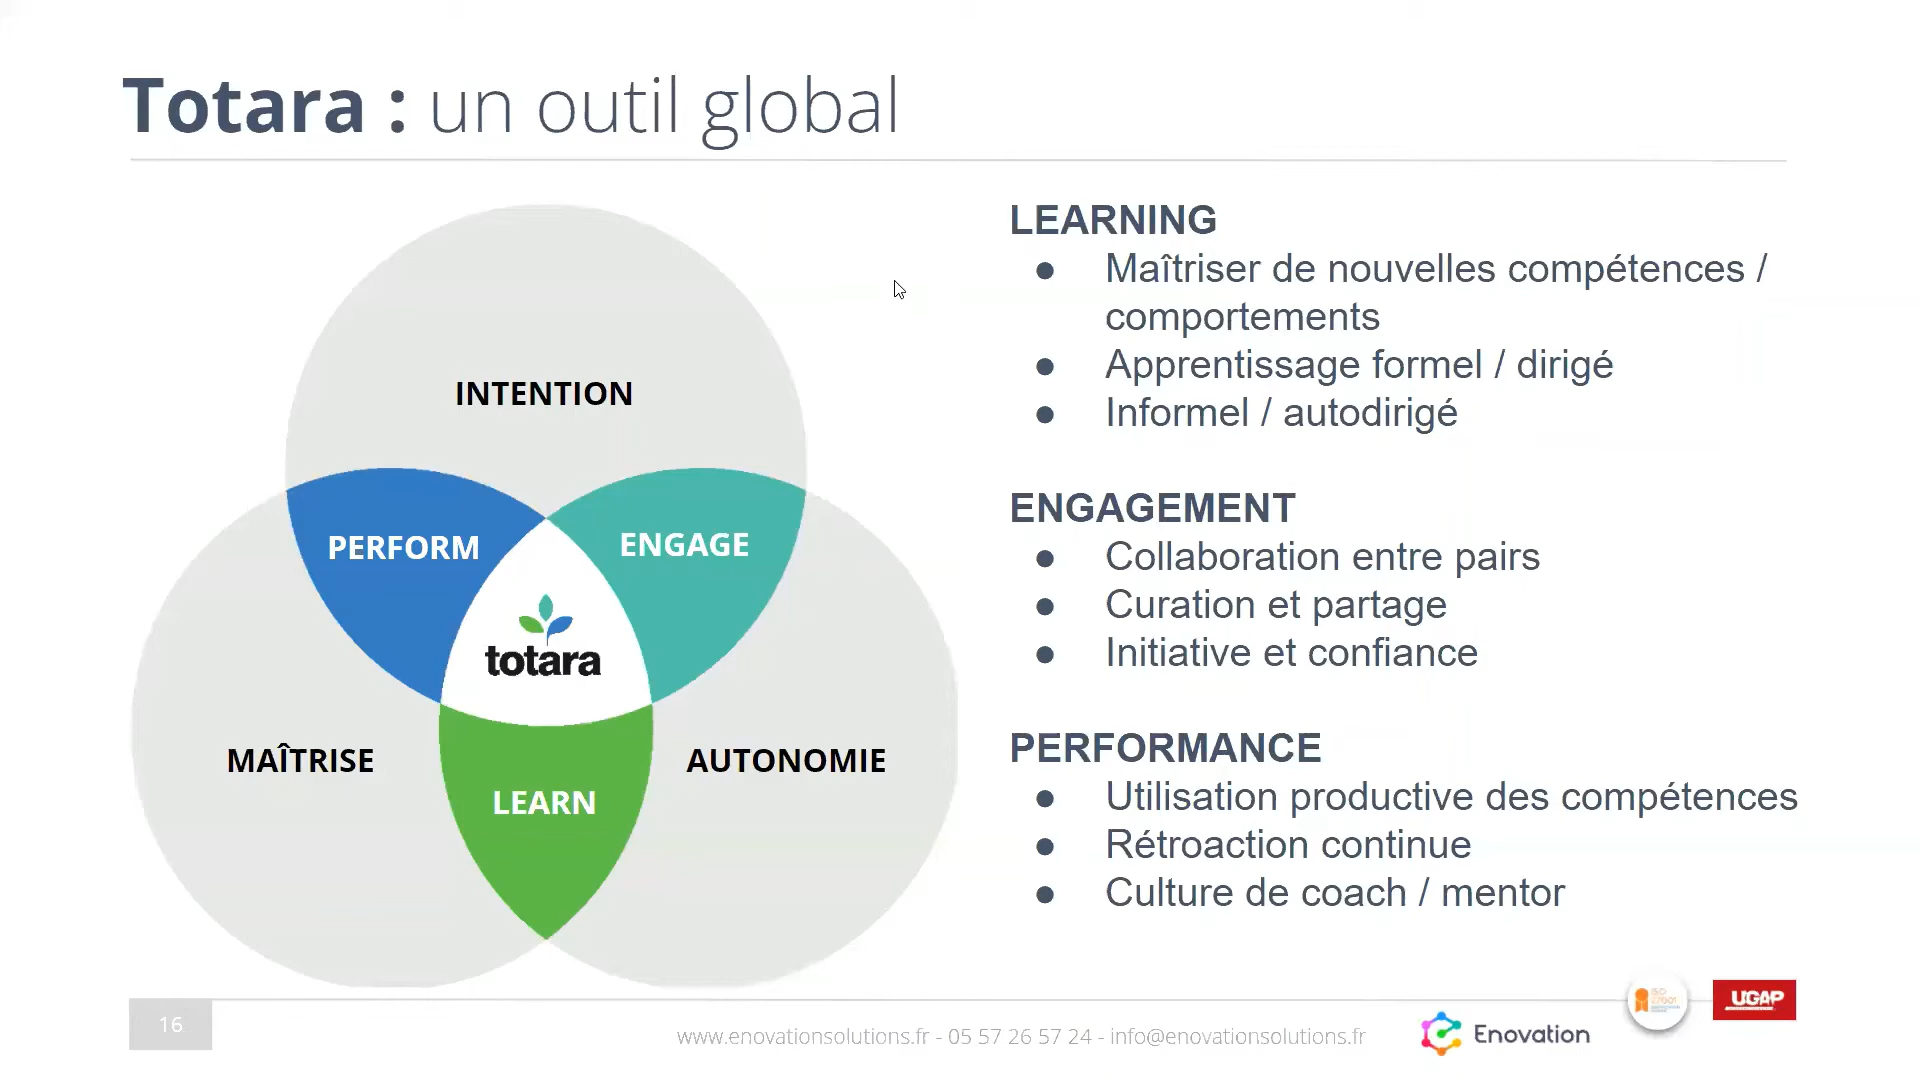 Totara : un outil global
INTENTION
PERFORM
ENGAGE
totara
MAÎTRISE
AUTONOMIE
LEARN
LEARNING
● Maîtriser de nouvelles compétences /
comportements
● Apprentissage formel / dirigé
● Informel / autodirigé
ENGAGEMENT
● Collaboration entre pairs
● Curation et partage
● Initiative et confiance
PERFORMANCE
● Utilisation productive des compétences
● Rétroaction continue
● Culture de coach / mentor
16
www.enovationsolutions.fr - 05 57 26 57 24 - info@enovationsolutions.fr
Enovation
ISO
27001
UGAP